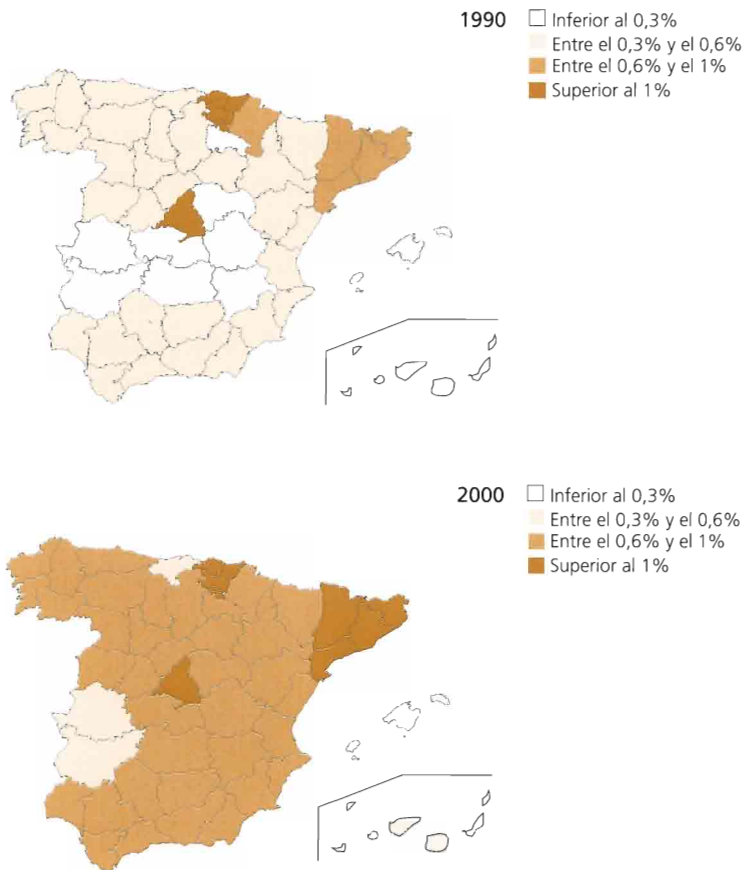 1990
Inferior al 0,3%
Entre el 0,3% y el 0,6%
Entre el 0,6% y el 1%
Superior al 1%
2000
Inferior al 0,3%
Entre el 0,3% y el 0,6%
Entre el 0,6% y el 1%
Superior al 1%